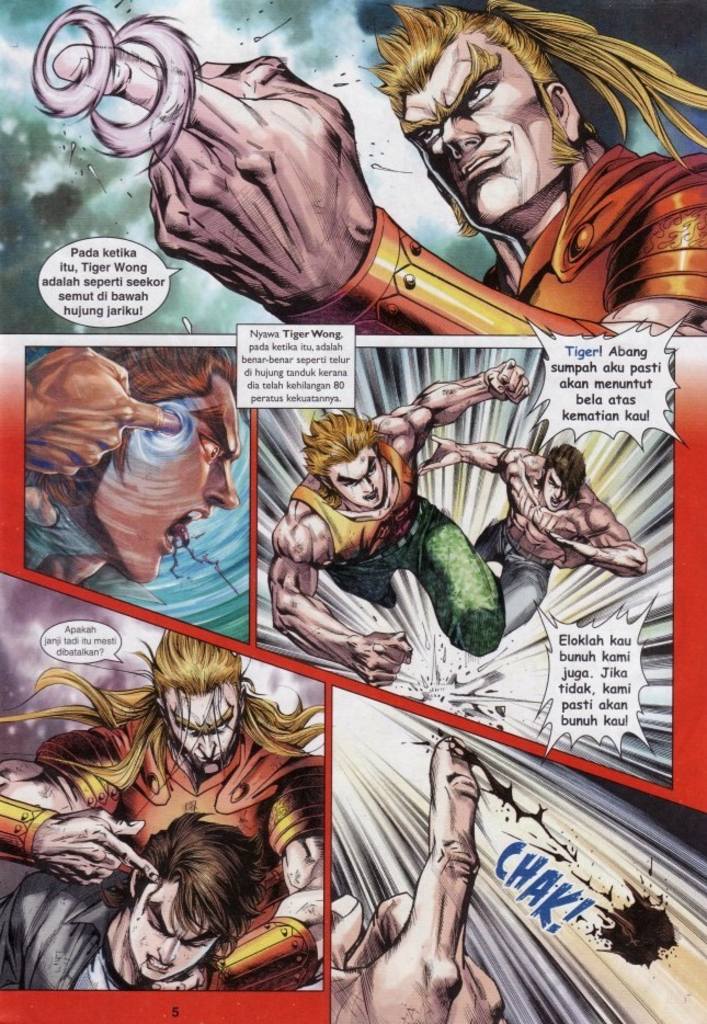 Pada ketika
itu, Tiger Wong
adalah seperti seekor
semut di bawah
hujung jariku!
Nyawa Tiger Wong,
pada ketika itu, adalah
benar-benar seperti telur
di hujung tanduk kerana
dia telah kehilangan 80
peratus kekuatannya.
Tiger! Abang
sumpah aku pasti
akan menuntut
bela atas
kematian kau!
Eloklah kau
bunuh kami
juga. Jika
tidak, kami
pasti akan
bunuh kau!
Apakah
janji tadi itu mesti
dibatalkan?
CHAK!
5